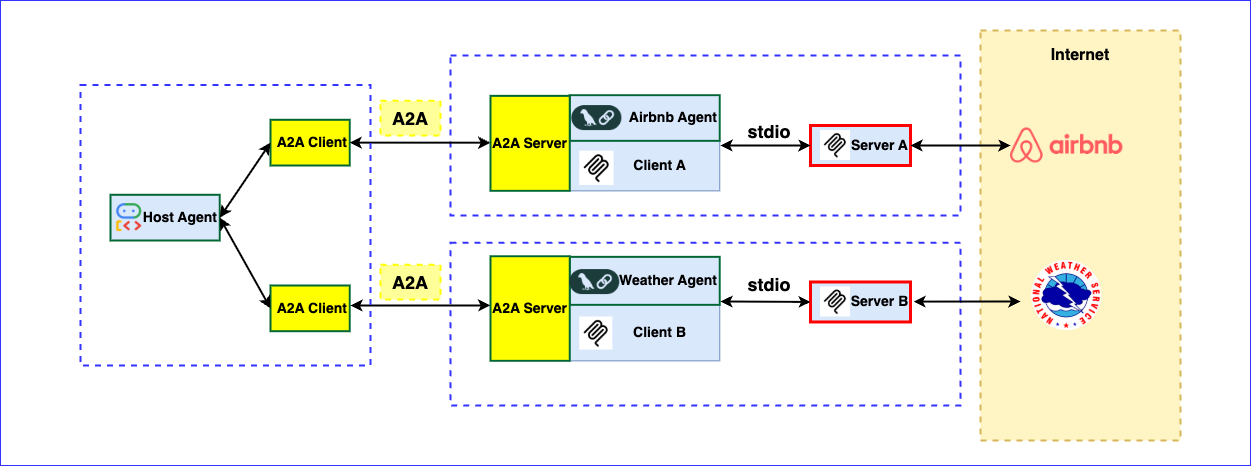 Internet
A2A
A2A Client
A2A Server
Airbnb Agent
Client A
stdio
Server A
airbnb
Host Agent
A2A
A2A Client
A2A Server
Weather Agent
Client B
stdio
Server B
NATIONAL WEATHER SERVICE